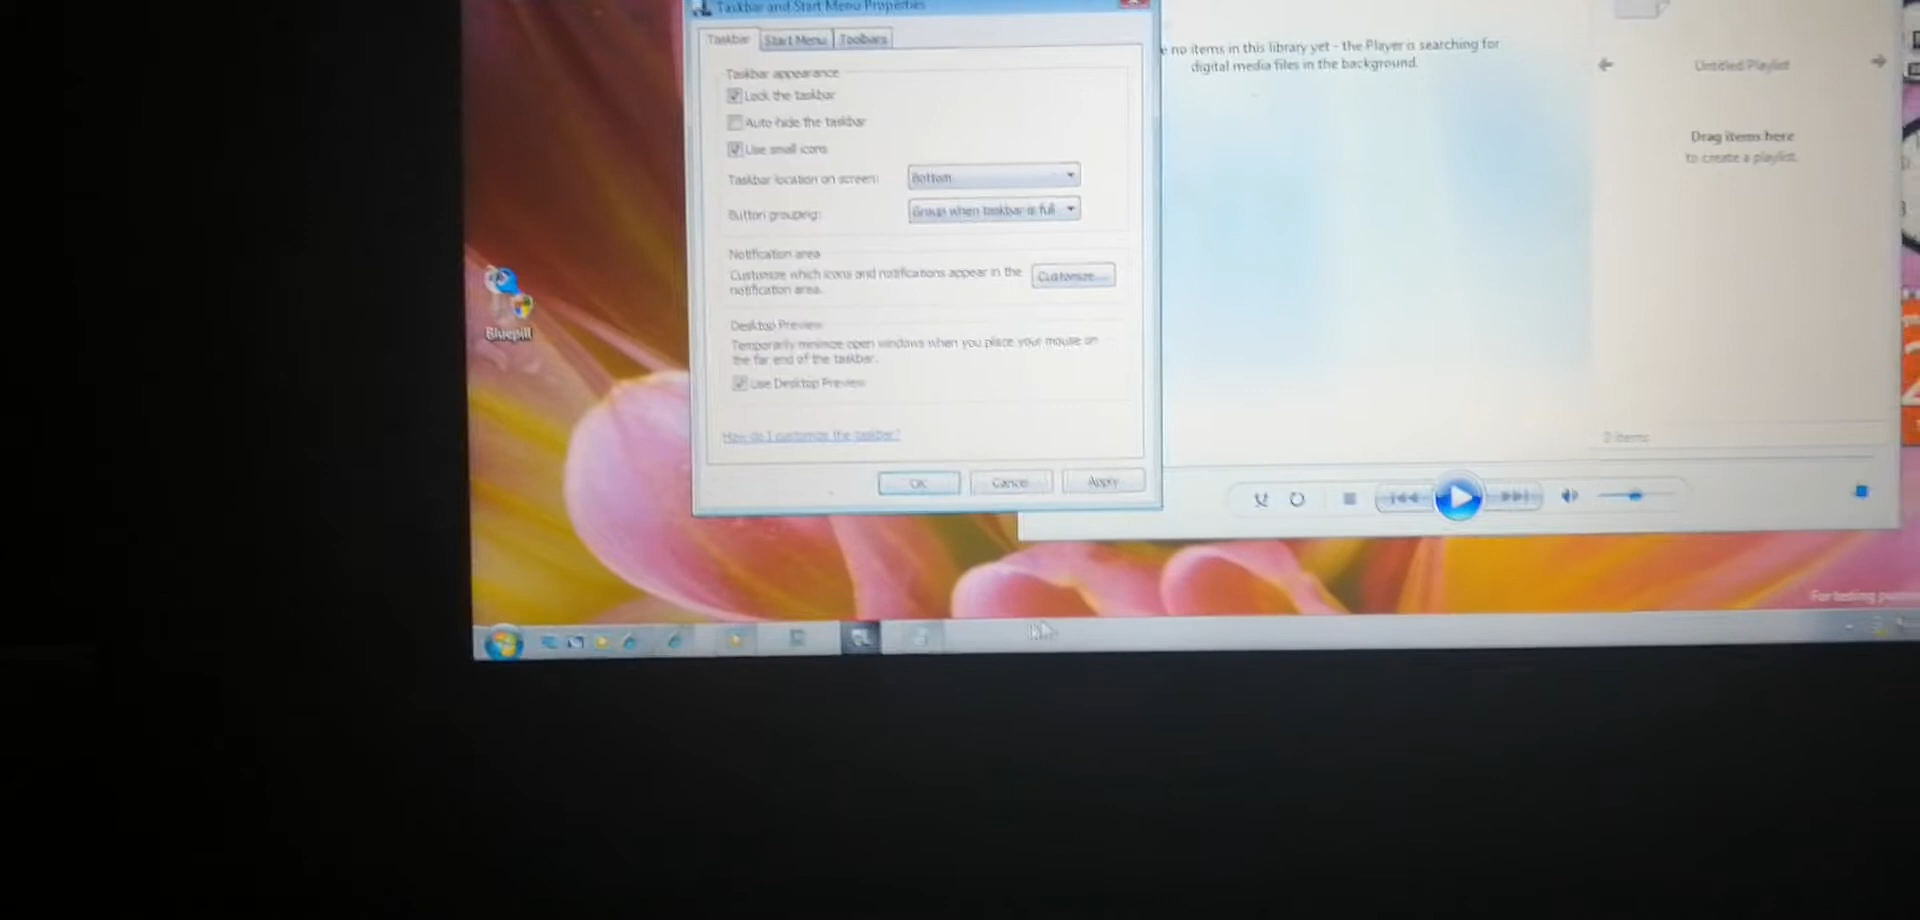 Taskbar and Start Menu Properties
Taskbar
Start Menu
Toolbars
Taskbar appearance
Lock the taskbar
Auto-hide the taskbar
Use small icons
Taskbar location on screen:
Bottom
Button grouping:
Group when taskbar is full
Notification area
Customize which icons and notifications appear in the
notification area.
Customize...
Desktop Preview
Temporarily minimize open windows when you place your mouse on
the far end of the taskbar.
Use Desktop Preview
How do I customize the taskbar?
OK
Cancel
Apply
no items in this library yet - the Player is searching for
digital media files in the background.
Untitled Playlist
Drag items here
to create a playlist.
0 items
Bluepill
For testing